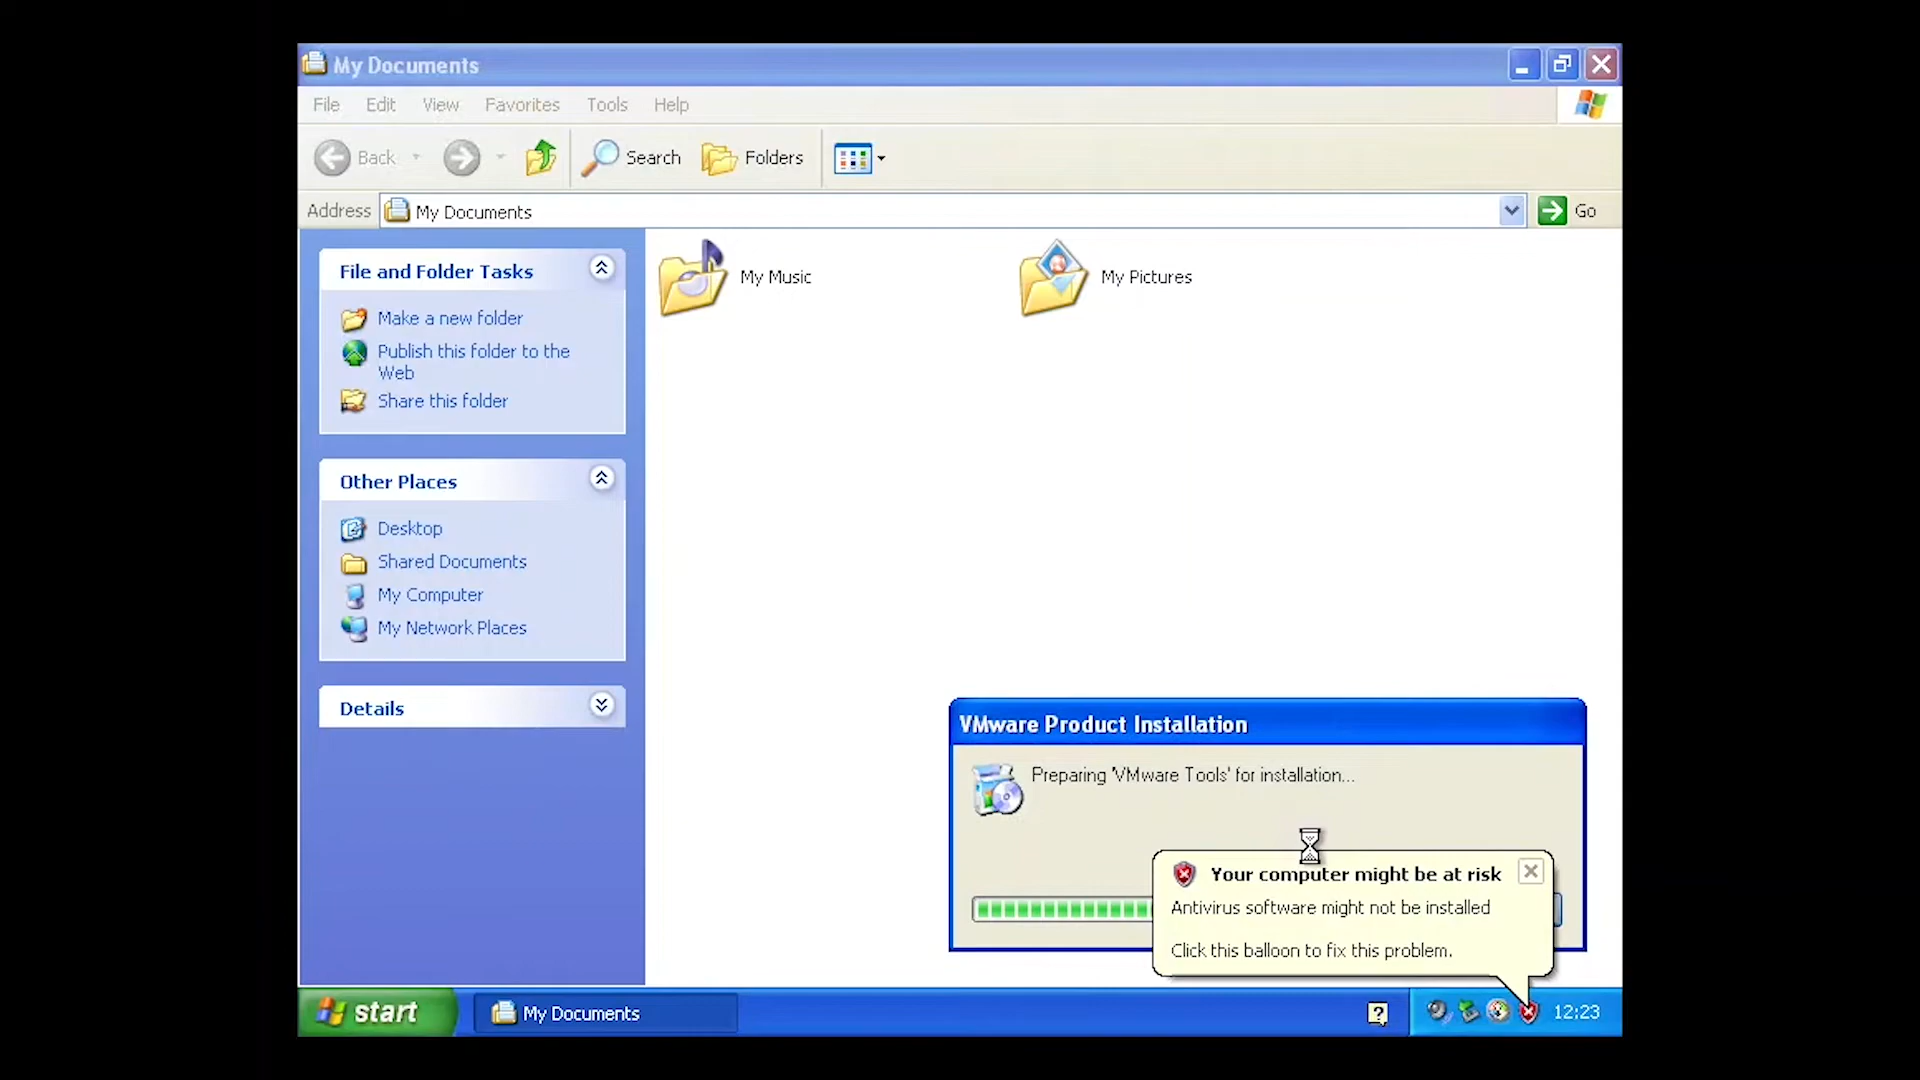 My Documents
File Edit View Favorites Tools Help
Back Search Folders
Address My Documents Go
File and Folder Tasks
Make a new folder
Publish this folder to the
Web
Share this folder
Other Places
Desktop
Shared Documents
My Computer
My Network Places
Details
My Music
My Pictures
VMware Product Installation
Preparing 'VMware Tools' for installation...
Your computer might be at risk
Antivirus software might not be installed
Click this balloon to fix this problem.
start My Documents ? 12:23